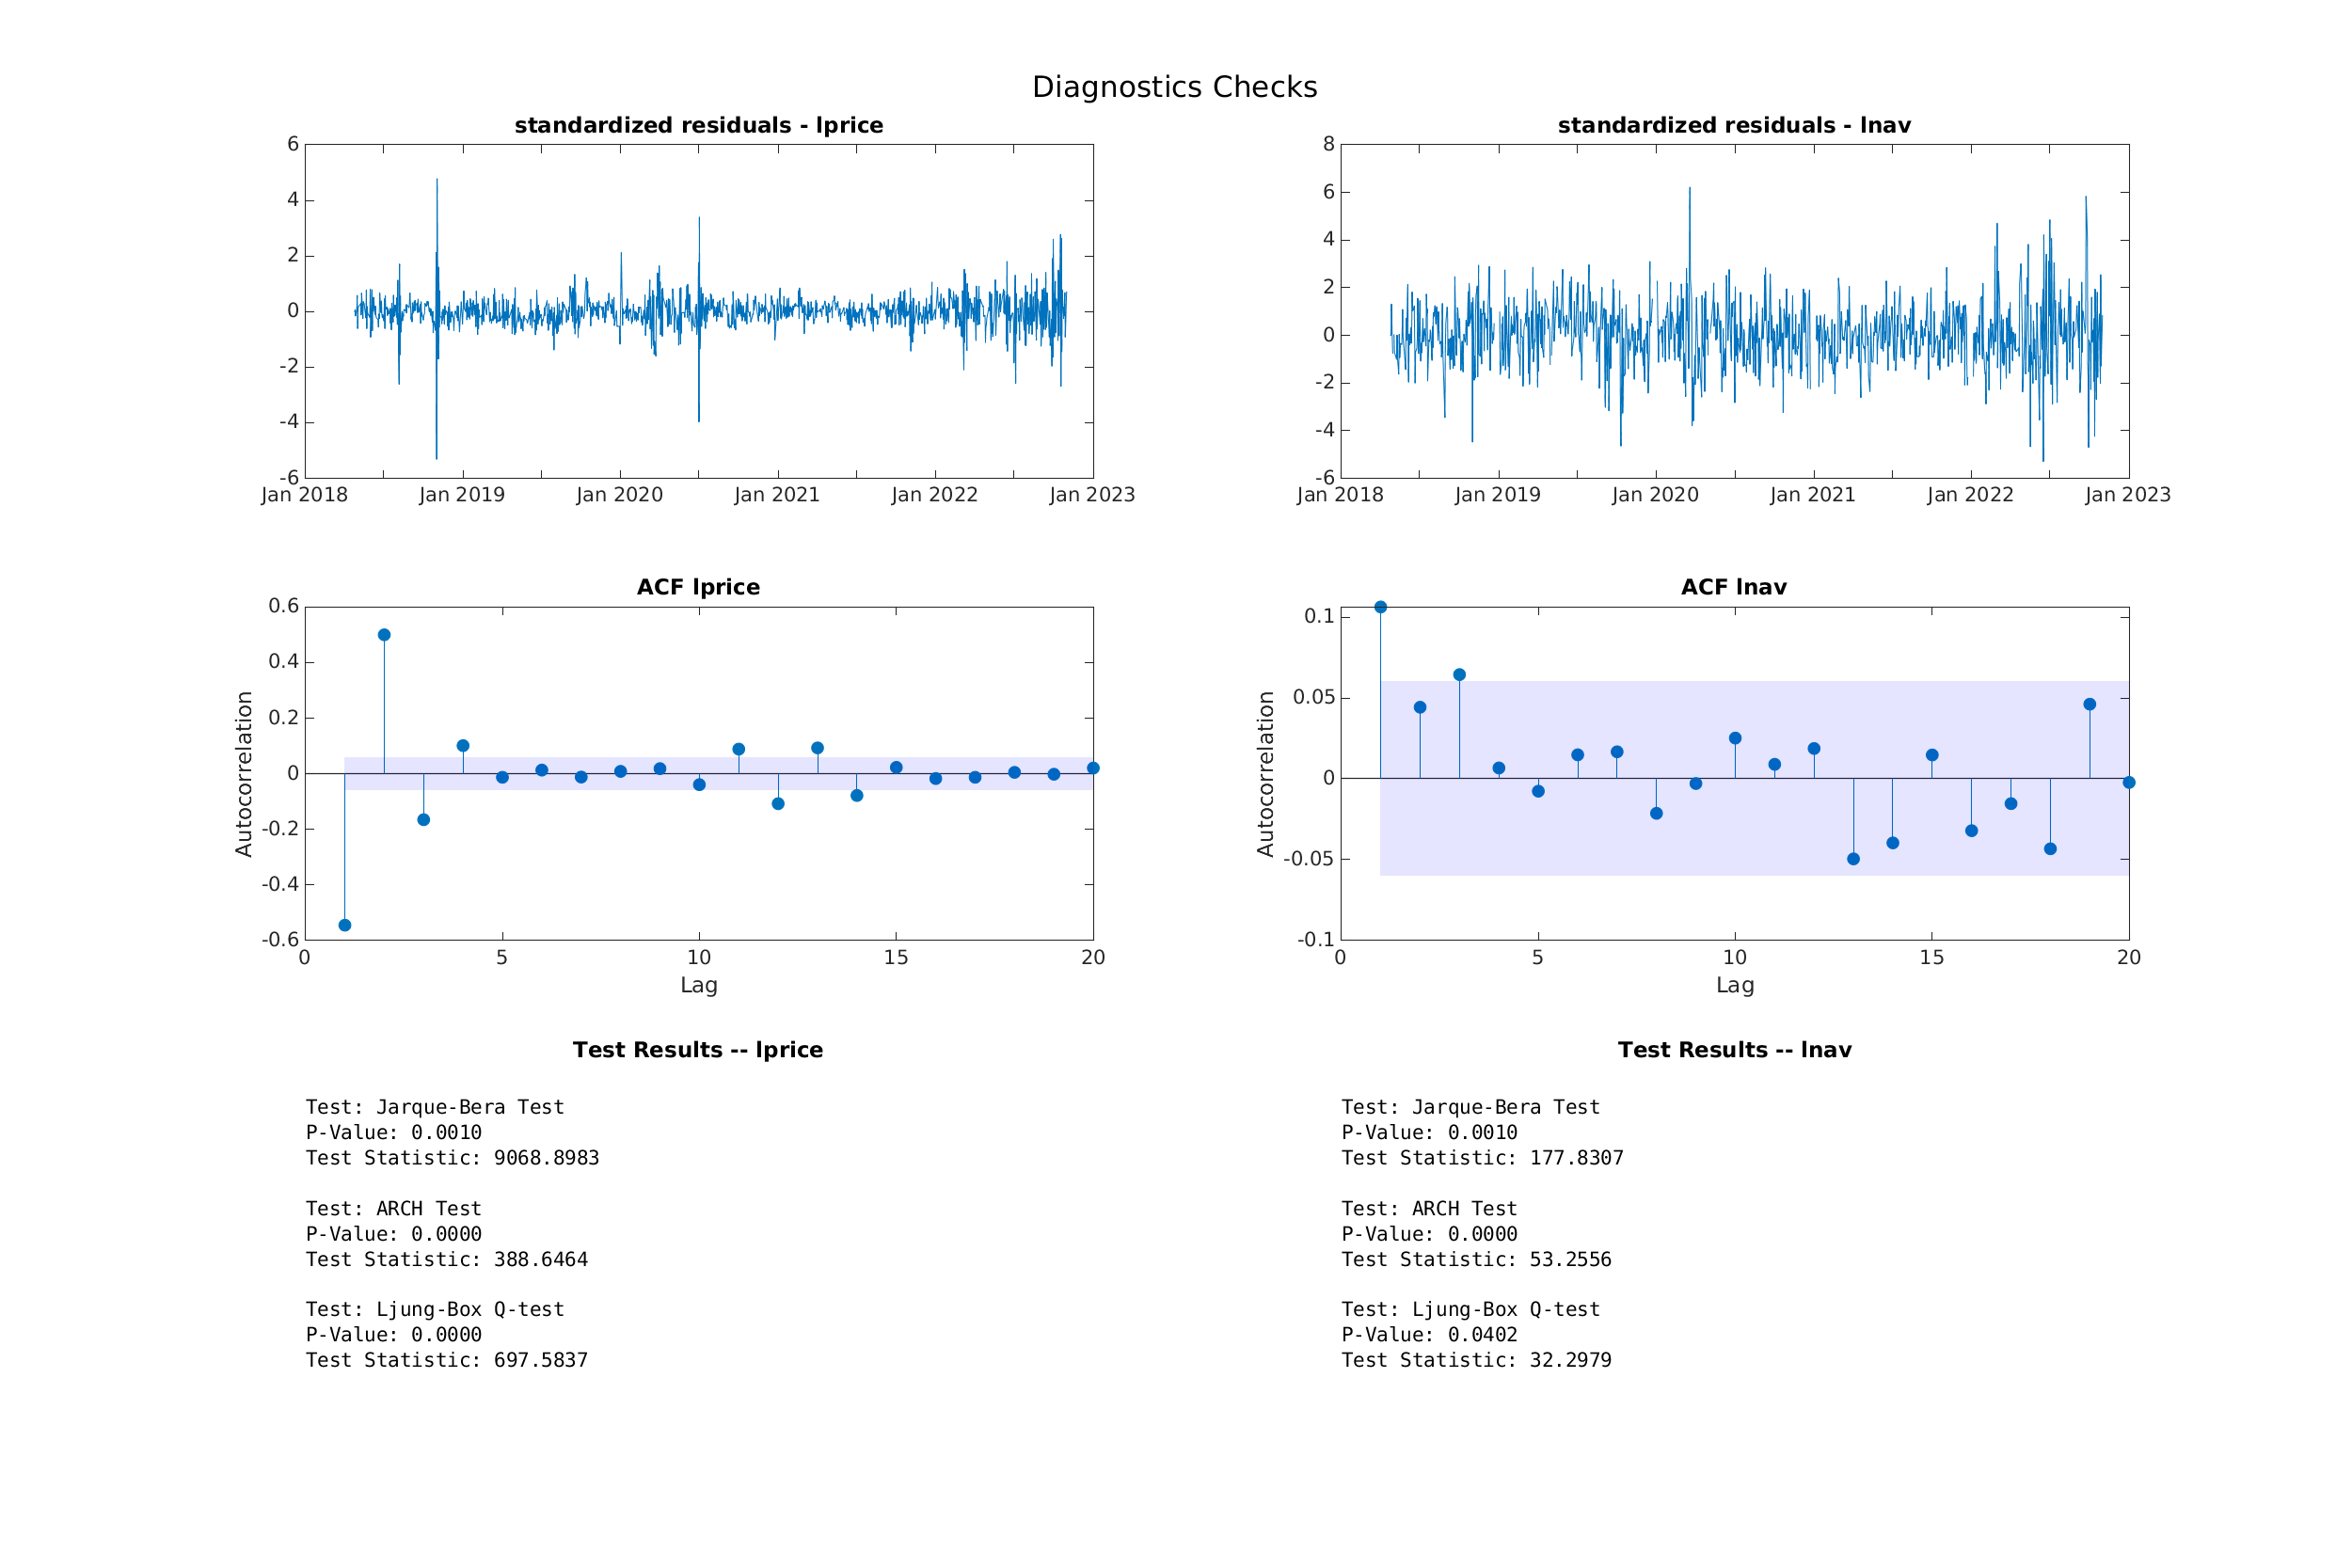 Diagnostics Checks
standardized residuals - lprice
6
4
2
0
-2
-4
-6
Jan 2018 Jan 2019 Jan 2020 Jan 2021 Jan 2022 Jan 2023
standardized residuals - lnav
8
6
4
2
0
-2
-4
-6
Jan 2018 Jan 2019 Jan 2020 Jan 2021 Jan 2022 Jan 2023
ACF lprice
Autocorrelation
0.6
0.4
0.2
0
-0.2
-0.4
-0.6
0 5 10 15 20
Lag
ACF lnav
Autocorrelation
0.1
0.05
0
-0.05
-0.1
0 5 10 15 20
Lag
Test Results -- lprice
Test: Jarque-Bera Test
P-Value: 0.0010
Test Statistic: 9068.8983
Test: ARCH Test
P-Value: 0.0000
Test Statistic: 388.6464
Test: Ljung-Box Q-test
P-Value: 0.0000
Test Statistic: 697.5837
Test Results -- lnav
Test: Jarque-Bera Test
P-Value: 0.0010
Test Statistic: 177.8307
Test: ARCH Test
P-Value: 0.0000
Test Statistic: 53.2556
Test: Ljung-Box Q-test
P-Value: 0.0402
Test Statistic: 32.2979